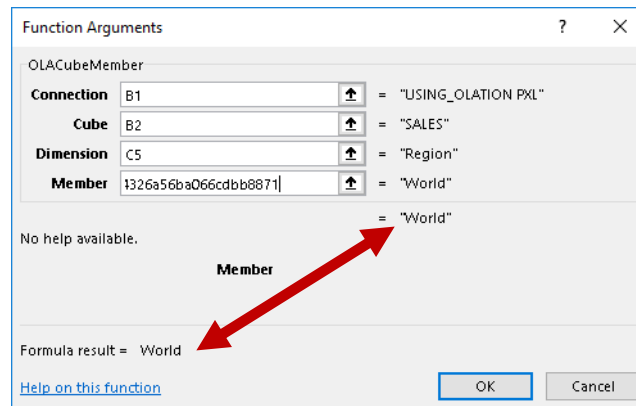 Function Arguments ? ×
OLACubeMember
Connection B1 = "USING_OLATION PXL"
Cube B2 = "SALES"
Dimension C5 = "Region"
Member 4326a56ba066cdbb8871 = "World"
= "World"
No help available.
Member
Formula result = World
Help on this function OK Cancel